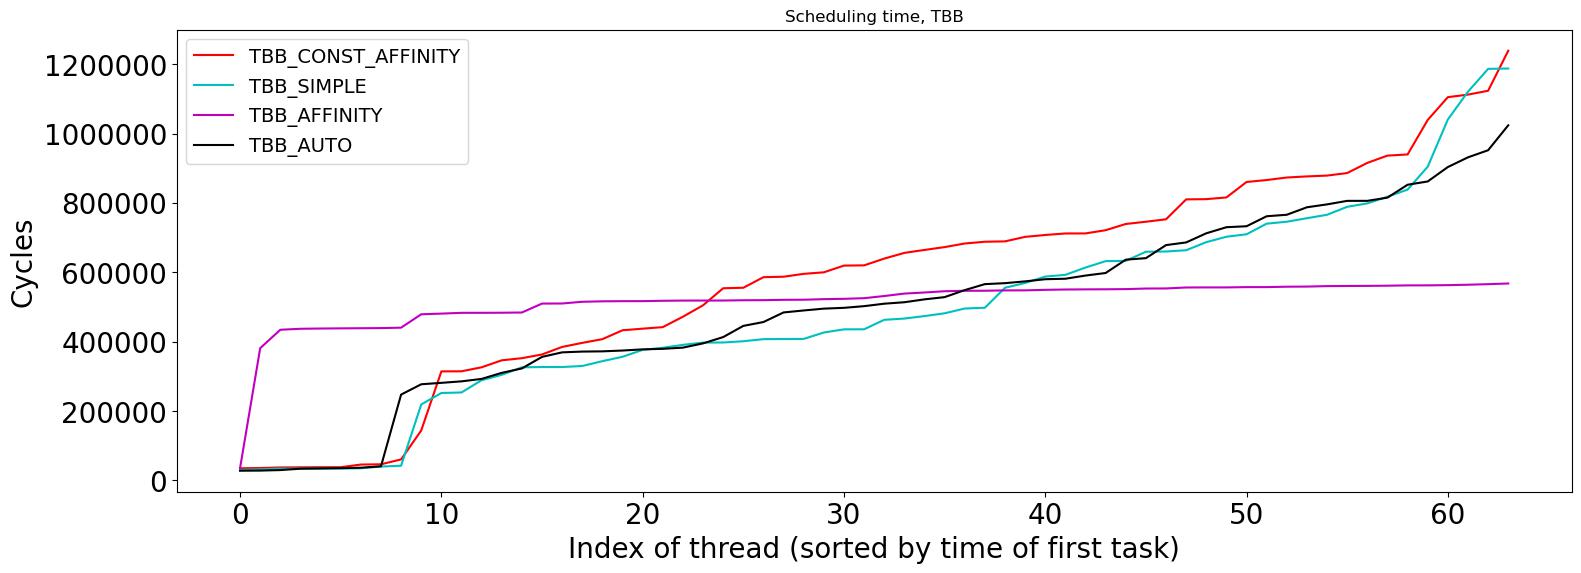 Scheduling time, TBB
TBB_CONST_AFFINITY
TBB_SIMPLE
TBB_AFFINITY
TBB_AUTO
Cycles
1200000
1000000
800000
600000
400000
200000
0
0 10 20 30 40 50 60
Index of thread (sorted by time of first task)